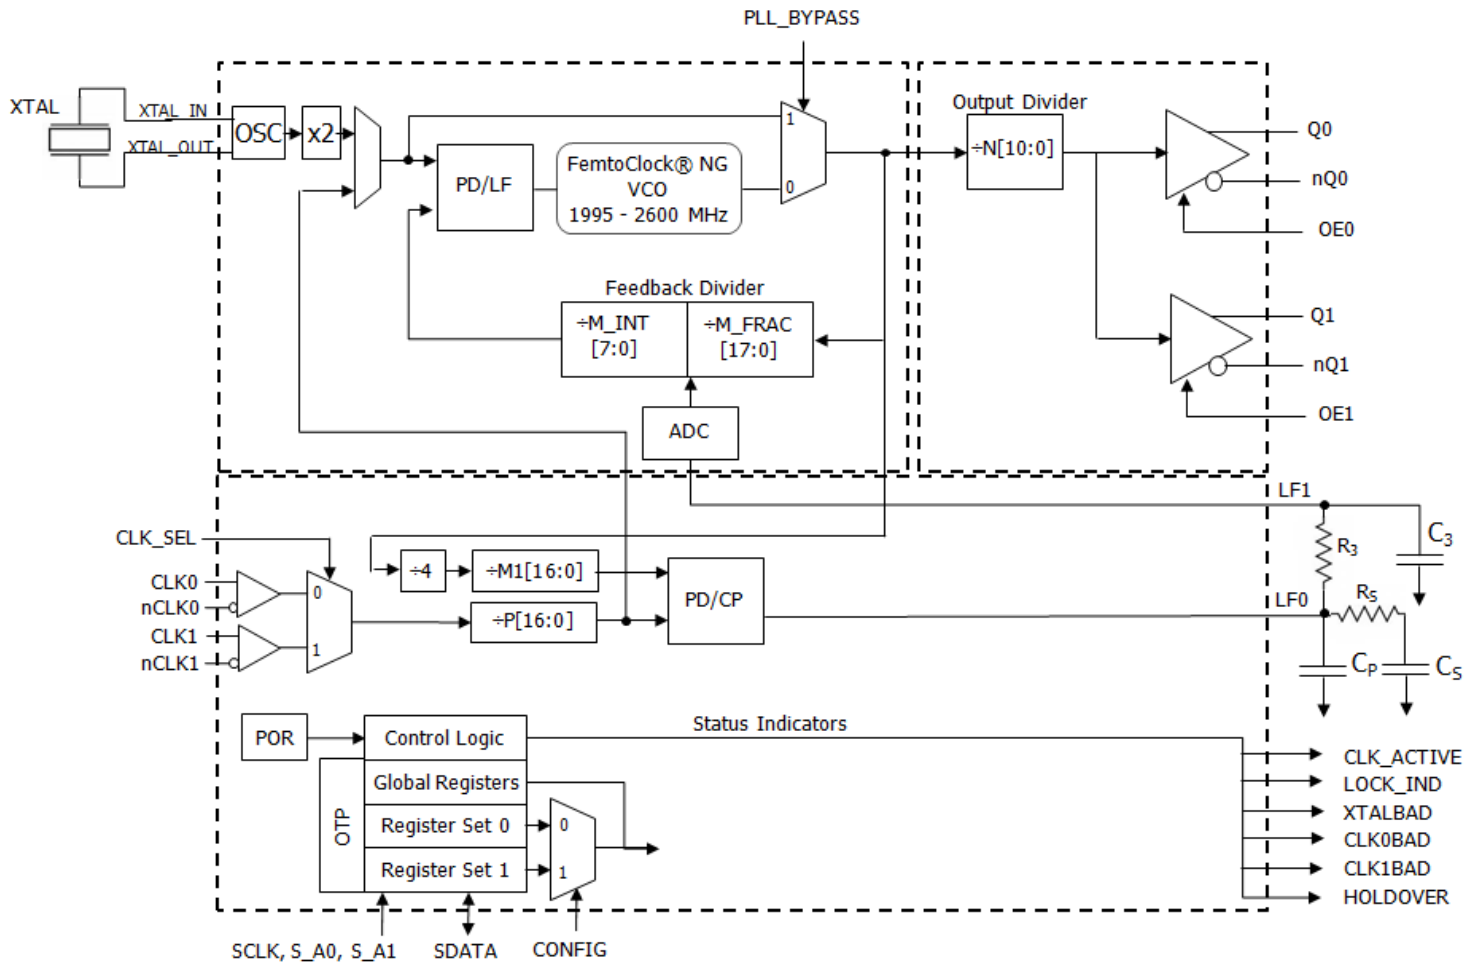 PLL_BYPASS
XTAL
XTAL_IN
XTAL_OUT
OSC
x2
PD/LF
FemtoClock® NG
VCO
1995 - 2600 MHz
1
0
Output Divider
÷N[10:0]
Q0
nQ0
OE0
Feedback Divider
÷M_INT
[7:0]
÷M_FRAC
[17:0]
Q1
nQ1
OE1
ADC
LF1
CLK_SEL
CLK0
nCLK0
CLK1
nCLK1
0
1
÷4
÷M1[16:0]
÷P[16:0]
PD/CP
LF0
R3
C3
RS
CP
CS
POR
Control Logic
Status Indicators
OTP
Global Registers
Register Set 0
Register Set 1
0
1
CLK_ACTIVE
LOCK_IND
XTALBAD
CLK0BAD
CLK1BAD
HOLDOVER
SCLK, S_A0, S_A1
SDATA
CONFIG